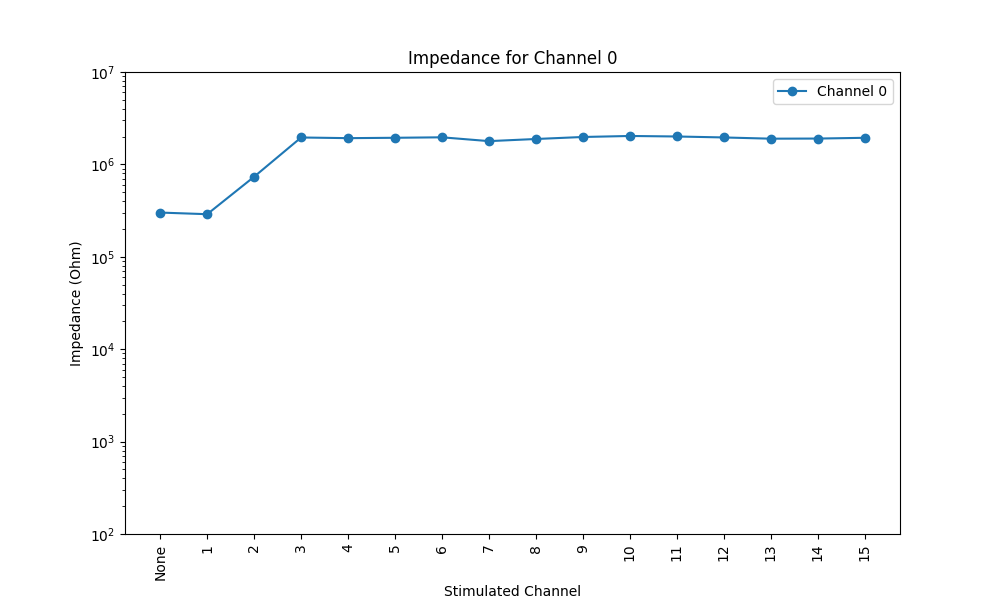 Impedance for Channel 0
Channel 0
Impedance (Ohm)
10^7
10^6
10^5
10^4
10^3
10^2
None 1 2 3 4 5 6 7 8 9 10 11 12 13 14 15
Stimulated Channel